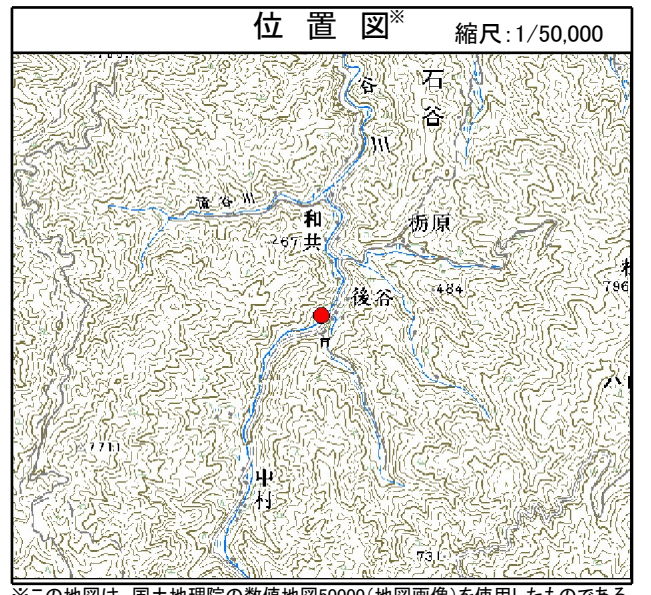 位置図※
縮尺：1/50,000
石谷
谷川
流谷川
和共
267
栃原
後谷
484
796
中村
731
※この地図は、国土地理院の数値地図50000（地図画像）を使用したものである